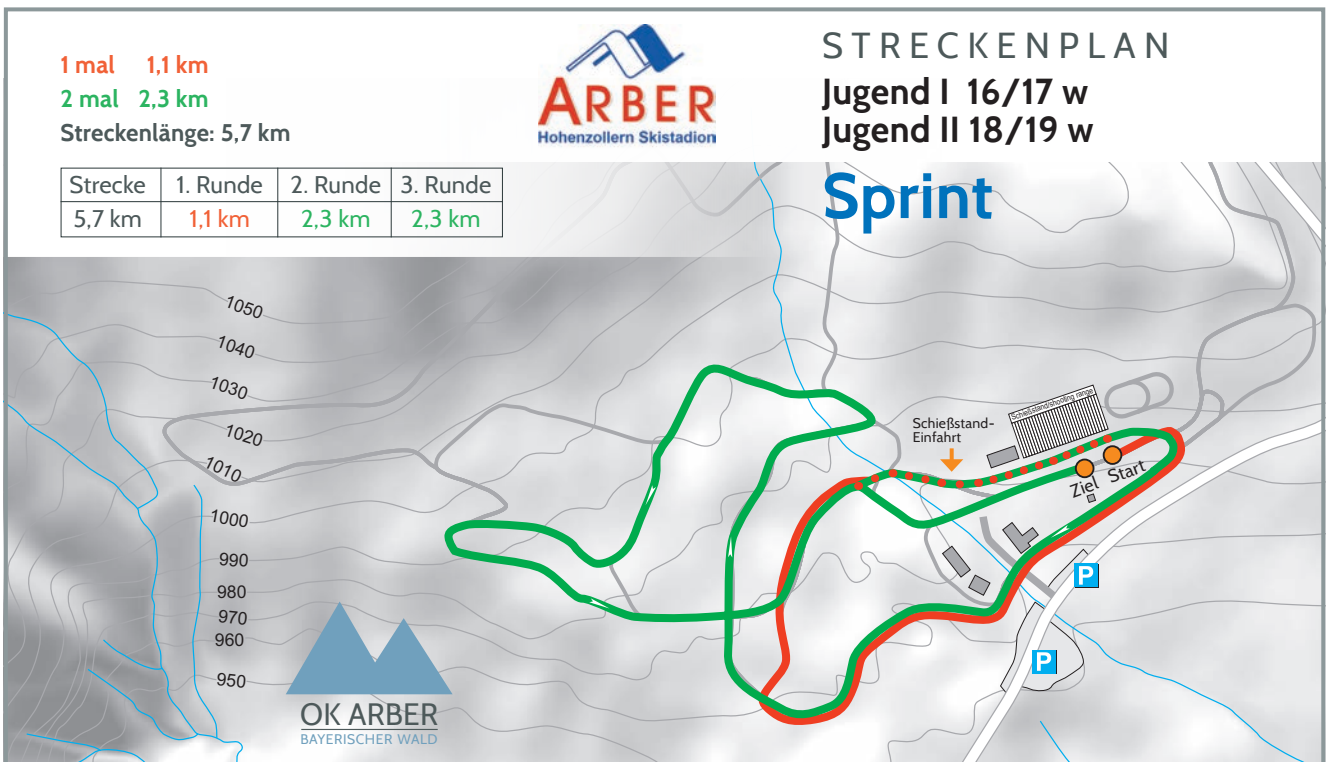 1 mal 1,1 km
2 mal 2,3 km
Streckenlänge: 5,7 km
Strecke 1. Runde 2. Runde 3. Runde
5,7 km 1,1 km 2,3 km 2,3 km
ARBER
Hohenzollern Skistadion
STRECKENPLAN
Jugend I 16/17 w
Jugend II 18/19 w
Sprint
1050
1040
1030
1020
1010
1000
990
980
970
960
950
Schießstand/shooting range
Schießstand-
Einfahrt
Ziel
Start
P
P
OK ARBER
BAYERISCHER WALD